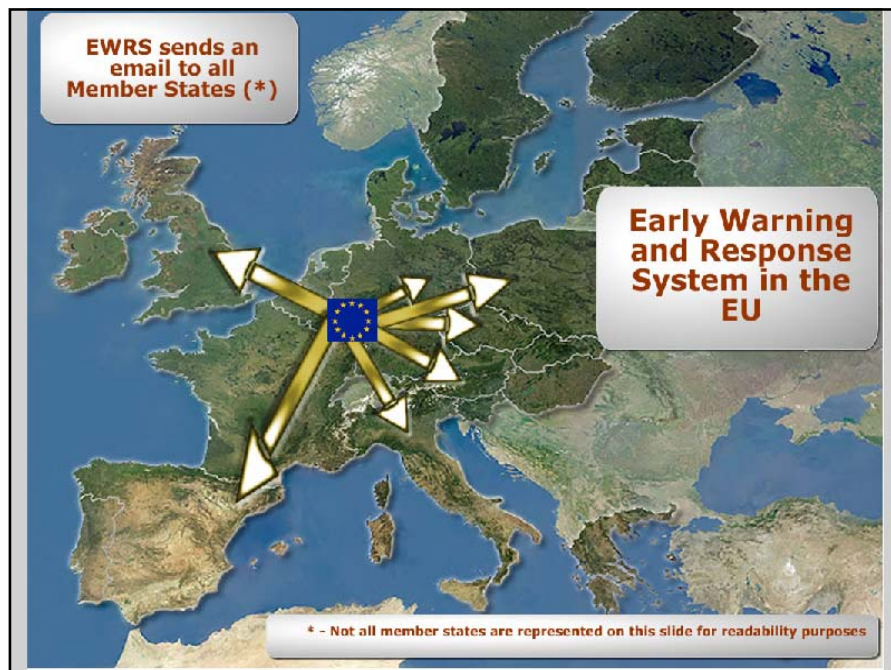 EWRS sends an
email to all
Member States (*)
Early Warning
and Response
System in the
EU
* - Not all member states are represented on this slide for readability purposes